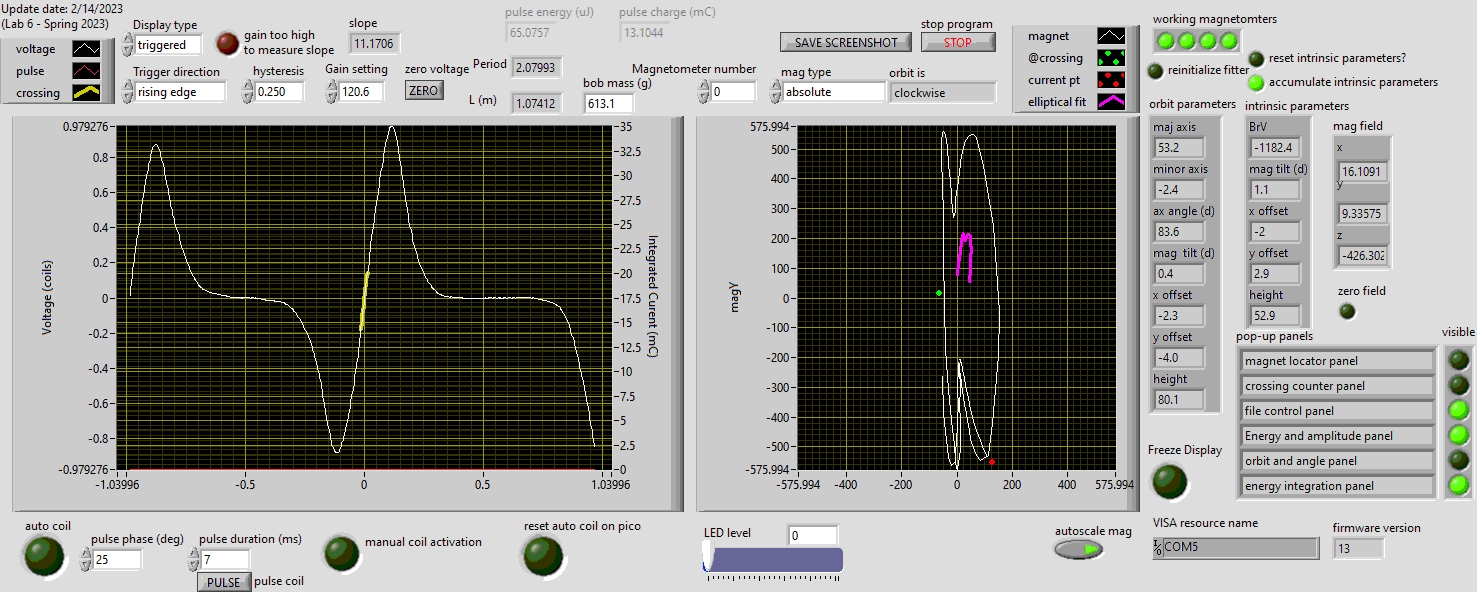 Update date: 2/14/2023
(Lab 6 - Spring 2023)
voltage
pulse
crossing
Display type
triggered
gain too high
to measure slope
slope
11.1706
Trigger direction
rising edge
hysteresis
0.250
Gain setting
120.6
zero voltage
ZERO
pulse energy (uJ)
65.0757
pulse charge (mC)
13.1044
Period
2.07993
L (m)
1.07412
bob mass (g)
613.1
Magnetometer number
0
mag type
absolute
SAVE SCREENSHOT
stop program
STOP
orbit is
clockwise
magnet
@crossing
current pt
elliptical fit
working magnetomters
reinitialize fitter
reset intrinsic parameters?
accumulate intrinsic parameters
orbit parameters
maj axis
53.2
minor axis
-2.4
ax angle (d)
83.6
mag tilt (d)
0.4
x offset
-2.3
y offset
-4.0
height
80.1
intrinsic parameters
BrV
-1182.4
mag tilt (d)
1.1
x offset
-2
y offset
2.9
height
52.9
mag field
x
16.1091
y
9.33575
z
-426.302
zero field
Voltage (coils)
0.979276
0.8
0.6
0.4
0.2
0
-0.2
-0.4
-0.6
-0.8
-0.979276
-1.03996
-0.5
0
0.5
1.03996
35
32.5
30
27.5
25
22.5
20
17.5
15
12.5
10
7.5
5
2.5
0
Integrated Current (mC)
magY
575.994
500
400
300
200
100
0
-100
-200
-300
-400
-500
-575.994
-575.994
-400
-200
0
200
400
575.994
pop-up panels
visible
magnet locator panel
crossing counter panel
file control panel
Energy and amplitude panel
orbit and angle panel
energy integration panel
Freeze Display
auto coil
pulse phase (deg)
25
pulse duration (ms)
7
PULSE
pulse coil
manual coil activation
reset auto coil on pico
LED level
0
autoscale mag
VISA resource name
COM5
firmware version
13